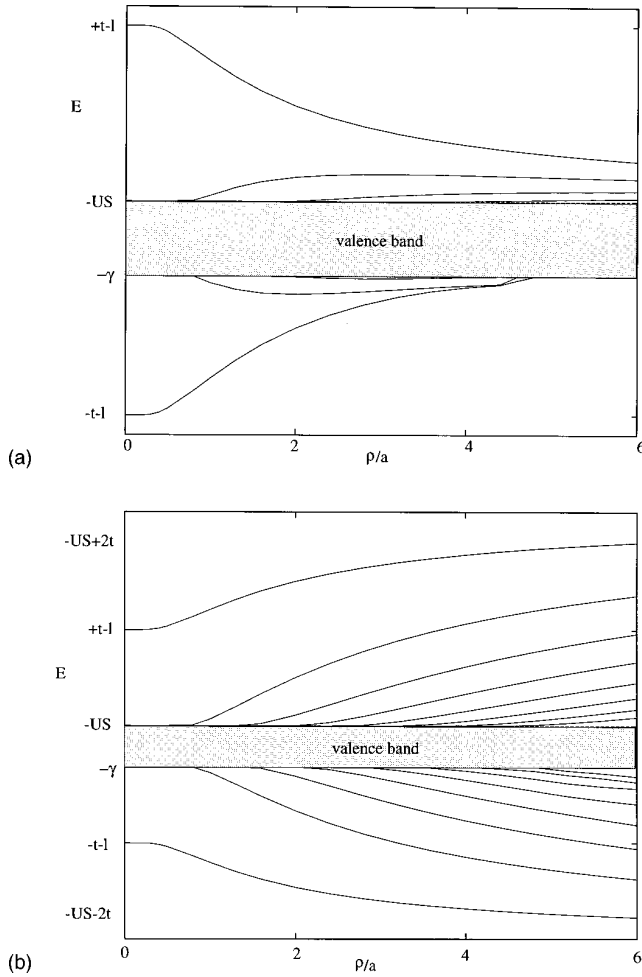 +t-l
E
-US
valence band
-γ
-t-l
0
2
4
6
ρ/a
(a)
-US+2t
+t-l
E
-US
valence band
-γ
-t-l
-US-2t
0
2
4
6
ρ/a
(b)